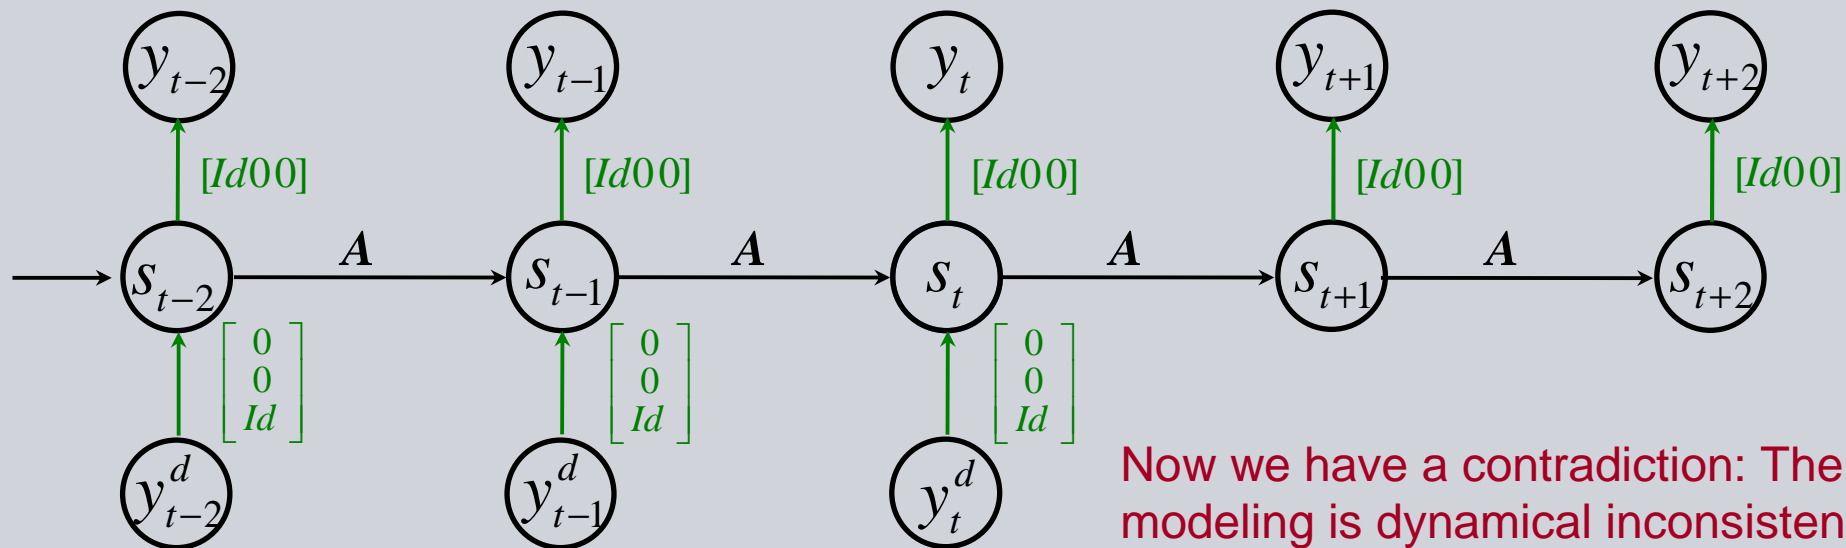 y_{t-2} y_{t-1} y_t y_{t+1} y_{t+2}
[Id00] [Id00] [Id00] [Id00] [Id00]
A A A A
s_{t-2} s_{t-1} s_t s_{t+1} s_{t+2}
[0 [0 [0
0 0 0
Id] Id] Id]
y^d_{t-2} y^d_{t-1} y^d_t
Now we have a contradiction: The
modeling is dynamical inconsisten